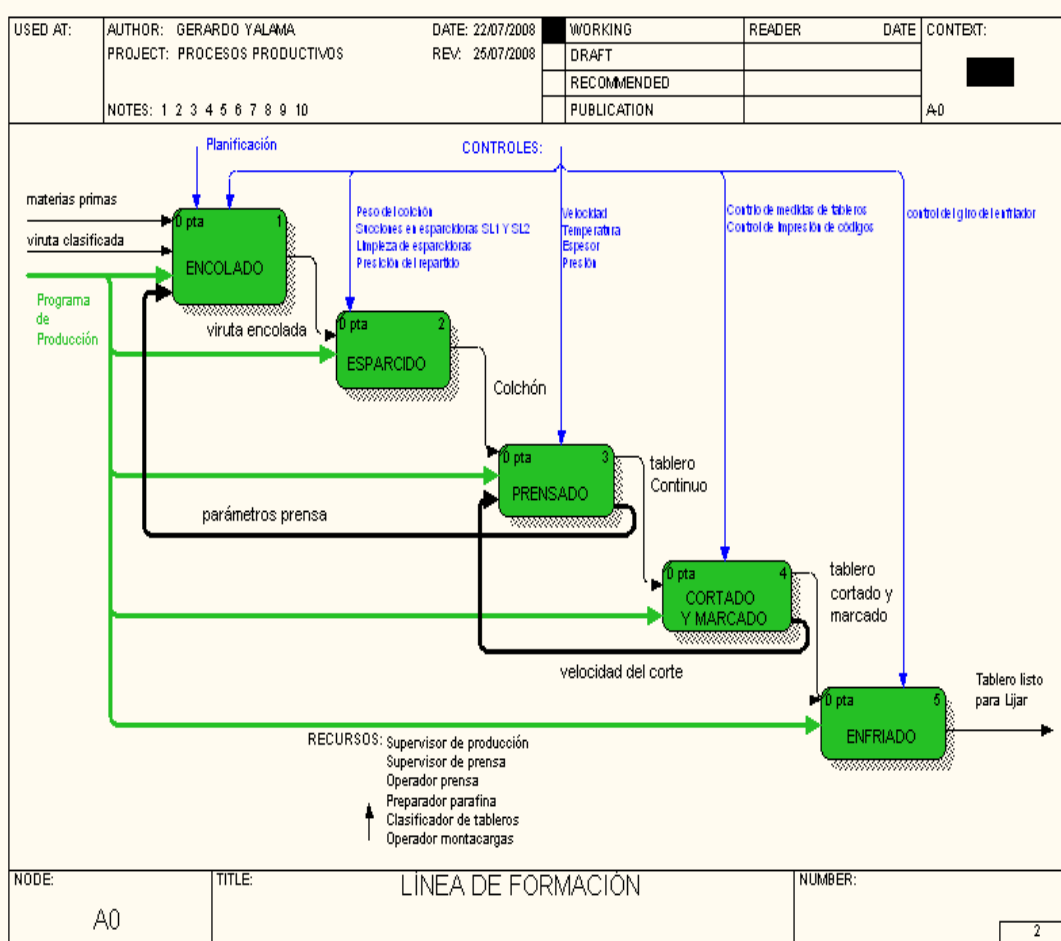 USED AT:
AUTHOR: GERARDO YALAMA
DATE: 22/07/2008
WORKING
READER
DATE
CONTEXT:
PROJECT: PROCESOS PRODUCTIVOS
REV: 25/07/2008
DRAFT
RECOMMENDED
NOTES: 1 2 3 4 5 6 7 8 9 10
PUBLICATION
A-0
Planificación
CONTROLES:
materias primas
viruta clasificada
0 pta
1
ENCOLADO
Peso del colchón
Succiones en esparcidoras SL1 Y SL2
Limpieza de esparcidoras
Presición del repartido
Velocidad
Temperatura
Espesor
Presión
Contrlo de medidas de tableros
Control de impresión de códigos
control del giro del enfriador
Programa
de
Producción
viruta encolada
0 pta
2
ESPARCIDO
Colchón
0 pta
3
PRENSADO
tablero
Continuo
parámetros prensa
0 pta
4
CORTADO
Y MARCADO
tablero
cortado y
marcado
velocidad del corte
0 pta
5
ENFRIADO
Tablero listo
para Lijar
RECURSOS:
Supervisor de producción
Supervisor de prensa
Operador prensa
Preparador parafina
Clasificador de tableros
Operador montacargas
NODE:
A0
TITLE:
LÍNEA DE FORMACIÓN
NUMBER:
2